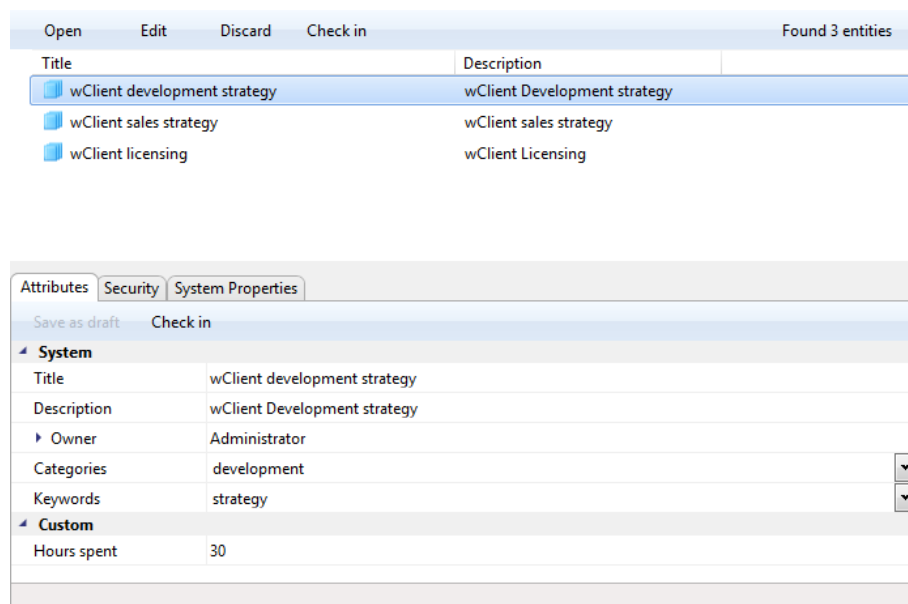 Open Edit Discard Check in Found 3 entities
Title Description
wClient development strategy wClient Development strategy
wClient sales strategy wClient sales strategy
wClient licensing wClient Licensing
Attributes Security System Properties
Save as draft Check in
System
Title wClient development strategy
Description wClient Development strategy
Owner Administrator
Categories development
Keywords strategy
Custom
Hours spent 30